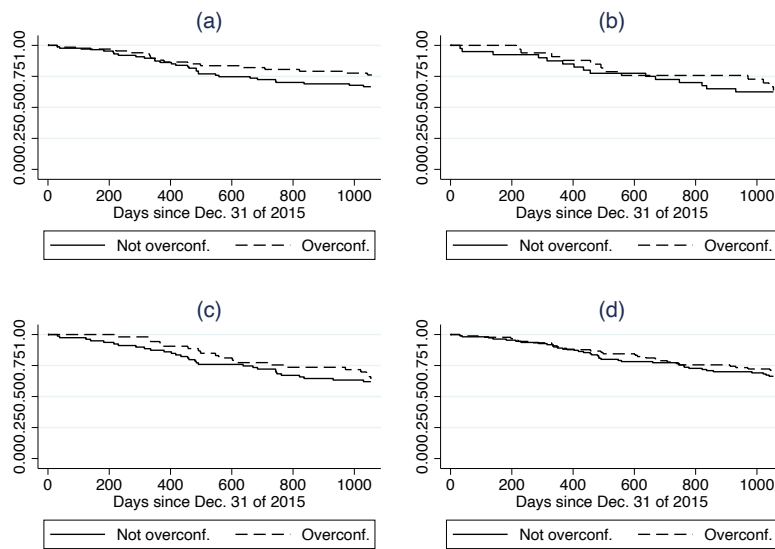 (a)
0.000.250.500.751.00
0 200 400 600 800 1000
Days since Dec. 31 of 2015
Not overconf. Overconf.
(b)
0.000.250.500.751.00
0 200 400 600 800 1000
Days since Dec. 31 of 2015
Not overconf. Overconf.
(c)
0.000.250.500.751.00
0 200 400 600 800 1000
Days since Dec. 31 of 2015
Not overconf. Overconf.
(d)
0.000.250.500.751.00
0 200 400 600 800 1000
Days since Dec. 31 of 2015
Not overconf. Overconf.